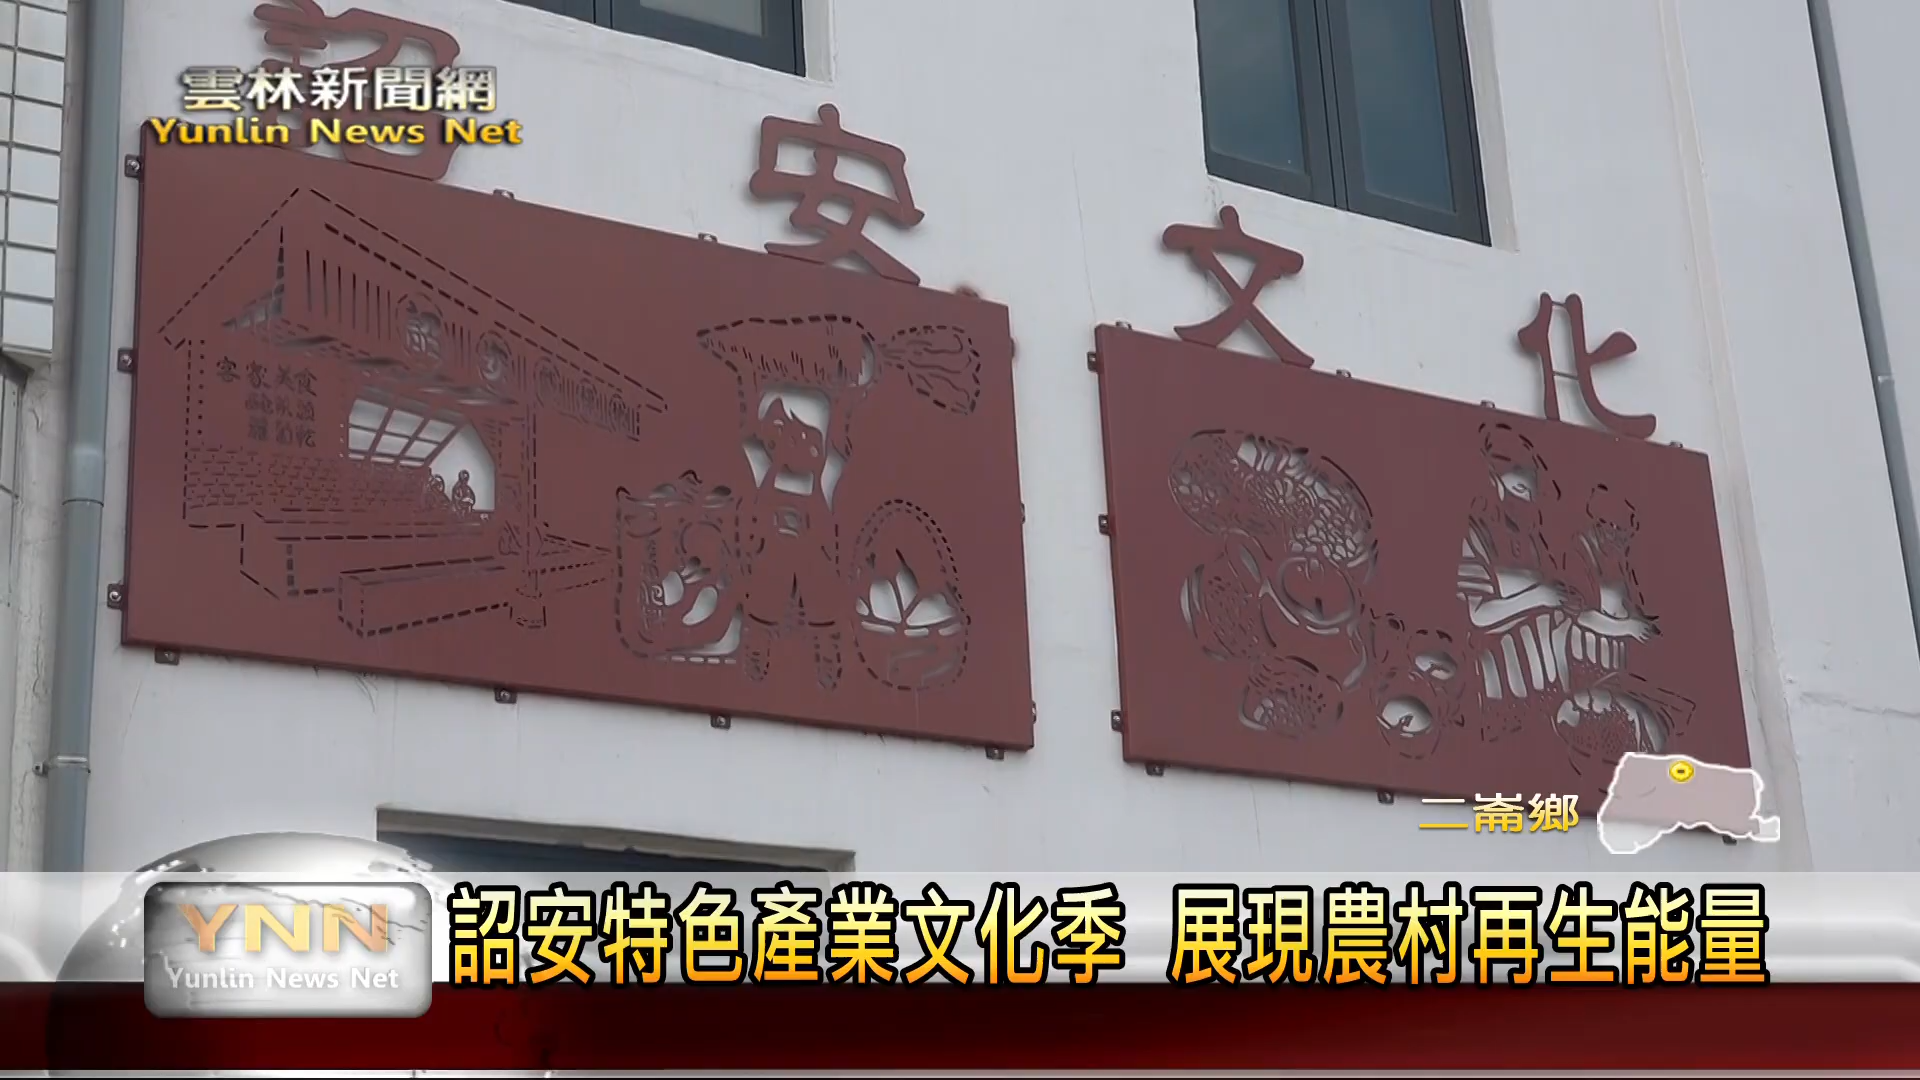 詔安文化
雲林新聞網
Yunlin News Net
客家美食
二崙鄉
YNN
Yunlin News Net
詔安特色產業文化季 展現農村再生能量